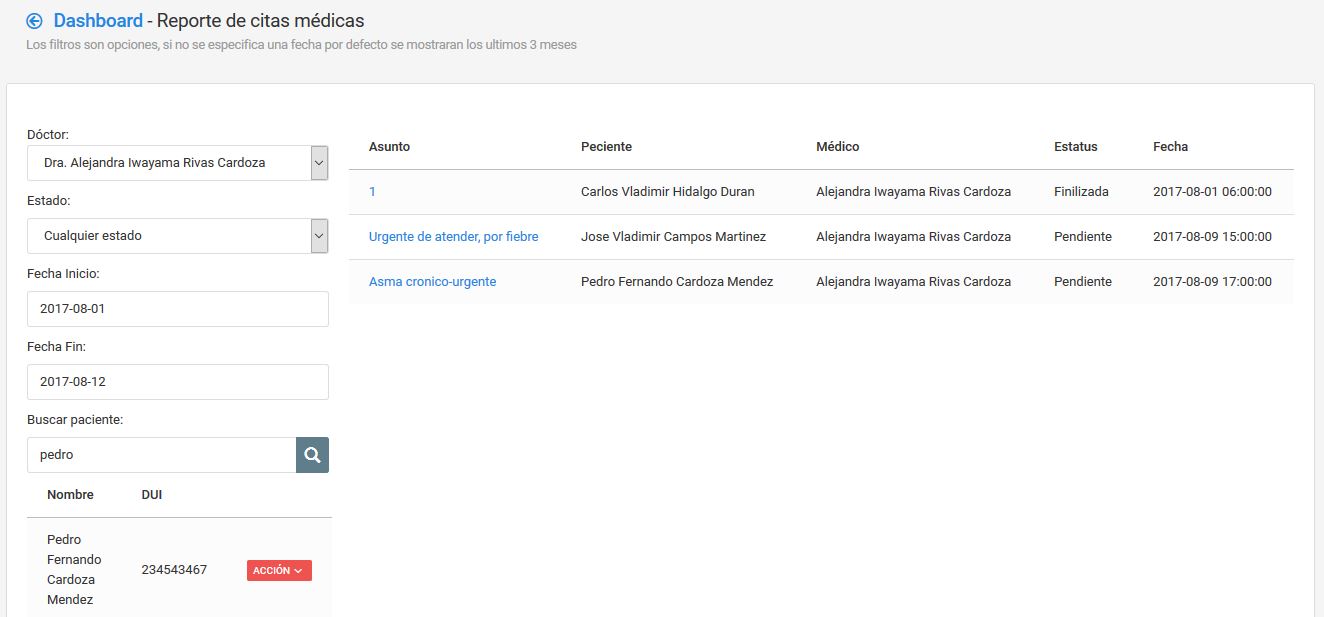 Dashboard - Reporte de citas médicas
Los filtros son opciones, si no se especifica una fecha por defecto se mostraran los ultimos 3 meses
Dóctor:
Dra. Alejandra Iwayama Rivas Cardoza
Estado:
Cualquier estado
Fecha Inicio:
2017-08-01
Fecha Fin:
2017-08-12
Buscar paciente:
pedro
Nombre DUI
Pedro
Fernando
Cardoza
Mendez
234543467
ACCIÓN
Asunto Peciente Médico Estatus Fecha
1 Carlos Vladimir Hidalgo Duran Alejandra Iwayama Rivas Cardoza Finilizada 2017-08-01 06:00:00
Urgente de atender, por fiebre Jose Vladimir Campos Martinez Alejandra Iwayama Rivas Cardoza Pendiente 2017-08-09 15:00:00
Asma cronico-urgente Pedro Fernando Cardoza Mendez Alejandra Iwayama Rivas Cardoza Pendiente 2017-08-09 17:00:00